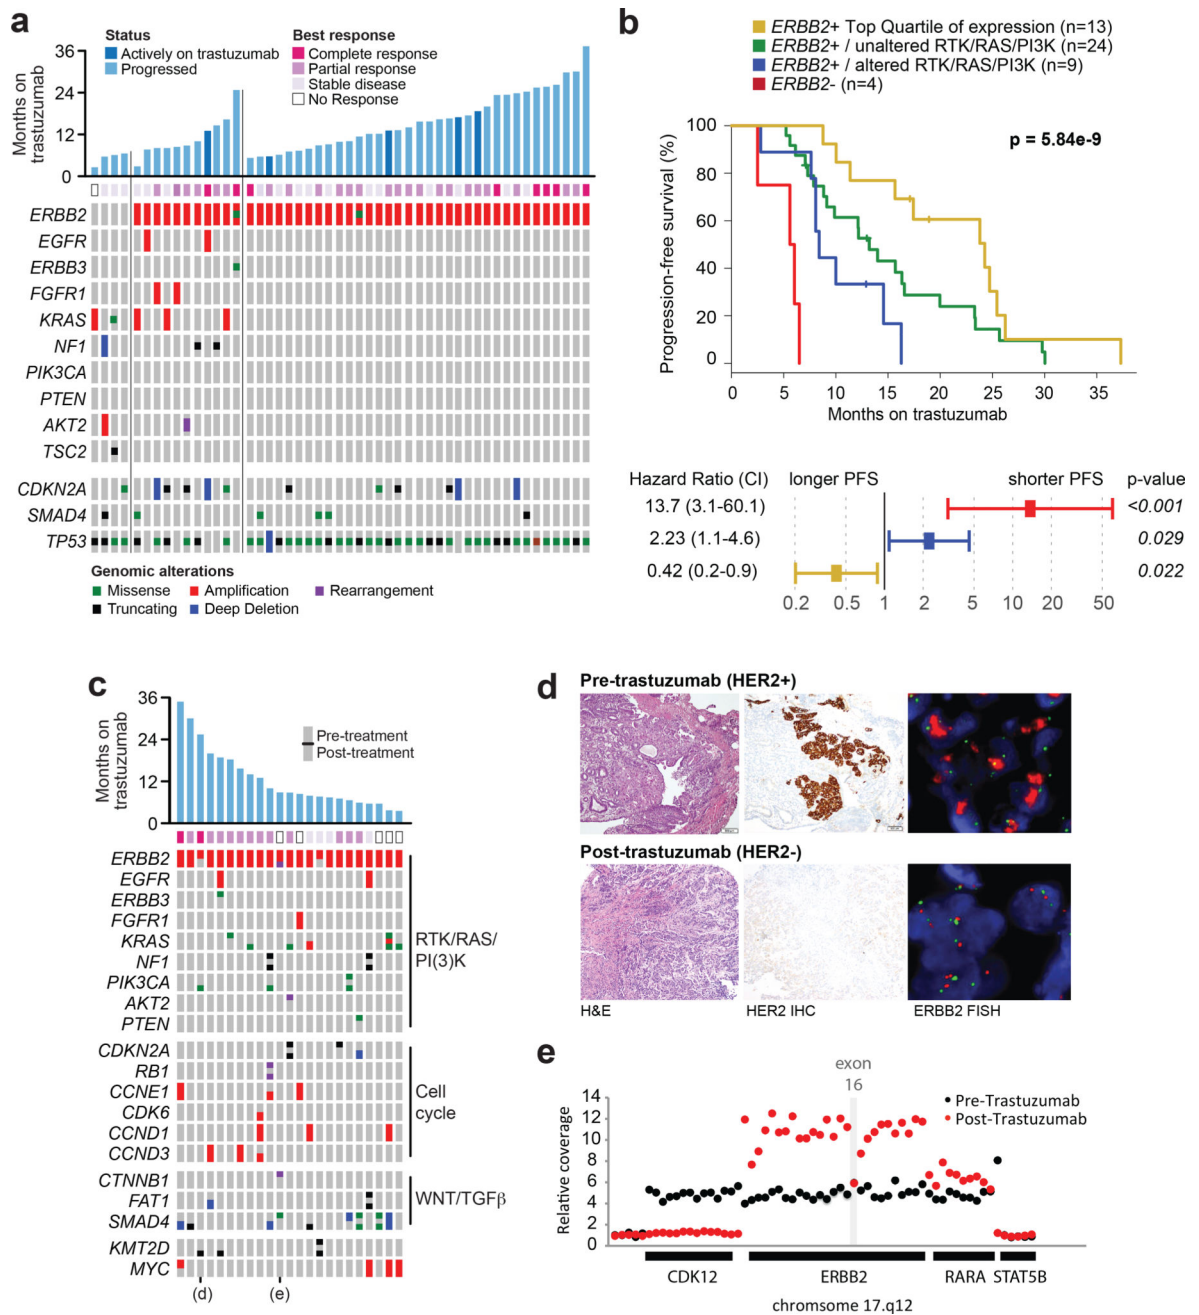 a
Status
Actively on trastuzumab
Progressed
Best response
Complete response
Partial response
Stable disease
No Response
Months on
trastuzumab
36
24
12
0
ERBB2
EGFR
ERBB3
FGFR1
KRAS
NF1
PIK3CA
PTEN
AKT2
TSC2
CDKN2A
SMAD4
TP53
Genomic alterations
Missense
Amplification
Rearrangement
Truncating
Deep Deletion
b
ERBB2+ Top Quartile of expression (n=13)
ERBB2+ / unaltered RTK/RAS/PI3K (n=24)
ERBB2+ / altered RTK/RAS/PI3K (n=9)
ERBB2- (n=4)
p = 5.84e-9
Progression-free survival (%)
100
80
60
40
20
0
0 5 10 15 20 25 30 35
Months on trastuzumab
Hazard Ratio (CI) longer PFS shorter PFS p-value
13.7 (3.1-60.1) <0.001
2.23 (1.1-4.6) 0.029
0.42 (0.2-0.9) 0.022
0.2 0.5 1 2 5 10 20 50
c
Months on
trastuzumab
36
24
12
0
Pre-treatment
Post-treatment
ERBB2
EGFR
ERBB3
FGFR1
KRAS
NF1
PIK3CA
AKT2
PTEN
RTK/RAS/
PI(3)K
CDKN2A
RB1
CCNE1
CDK6
CCND1
CCND3
Cell
cycle
CTNNB1
FAT1
SMAD4
WNT/TGFβ
KMT2D
MYC
(d) (e)
d
Pre-trastuzumab (HER2+)
Post-trastuzumab (HER2-)
H&E HER2 IHC ERBB2 FISH
e
exon
16
Pre-Trastuzumab
Post-Trastuzumab
Relative coverage
14
12
10
8
6
4
2
0
CDK12 ERBB2 RARA STAT5B
chromsome 17.q12